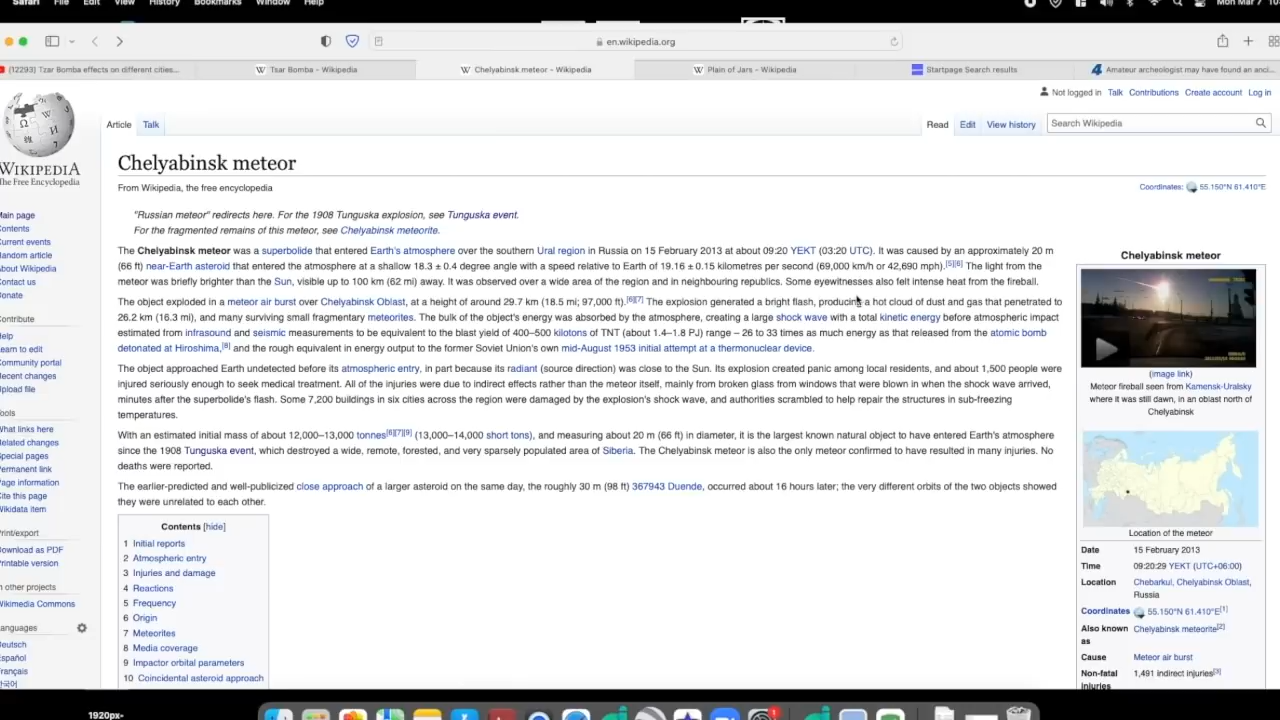 Safari File Edit View History Bookmarks Window Help
Mon Mar 7
en.wikipedia.org
(12293) Tzar Bomba effects on different cities...
Tsar Bomba – Wikipedia
Chelyabinsk meteor – Wikipedia
Plain of Jars – Wikipedia
Startpage Search results
Amateur archeologist may have found an anci...
Not logged in Talk Contributions Create account Log in
Article Talk
Read Edit View history
Search Wikipedia
WIKIPEDIA
The Free Encyclopedia
Main page
Contents
Current events
Random article
About Wikipedia
Contact us
Donate
Contribute
Help
Learn to edit
Community portal
Recent changes
Upload file
Tools
What links here
Related changes
Special pages
Permanent link
Page information
Cite this page
Wikidata item
Print/export
Download as PDF
Printable version
In other projects
Wikimedia Commons
Languages
Deutsch
Español
Français
한국어
Chelyabinsk meteor
From Wikipedia, the free encyclopedia
Coordinates: 55.150°N 61.410°E
"Russian meteor" redirects here. For the 1908 Tunguska explosion, see Tunguska event.
For the fragmented remains of this meteor, see Chelyabinsk meteorite.
The Chelyabinsk meteor was a superbolide that entered Earth's atmosphere over the southern Ural region in Russia on 15 February 2013 at about 09:20 YEKT (03:20 UTC). It was caused by an approximately 20 m
(66 ft) near-Earth asteroid that entered the atmosphere at a shallow 18.3 ± 0.4 degree angle with a speed relative to Earth of 19.16 ± 0.15 kilometres per second (69,000 km/h or 42,690 mph).[5][6] The light from the
meteor was briefly brighter than the Sun, visible up to 100 km (62 mi) away. It was observed over a wide area of the region and in neighbouring republics. Some eyewitnesses also felt intense heat from the fireball.
The object exploded in a meteor air burst over Chelyabinsk Oblast, at a height of around 29.7 km (18.5 mi; 97,000 ft).[6][7] The explosion generated a bright flash, producing a hot cloud of dust and gas that penetrated to
26.2 km (16.3 mi), and many surviving small fragmentary meteorites. The bulk of the object's energy was absorbed by the atmosphere, creating a large shock wave with a total kinetic energy before atmospheric impact
estimated from infrasound and seismic measurements to be equivalent to the blast yield of 400–500 kilotons of TNT (about 1.4–1.8 PJ) range – 26 to 33 times as much energy as that released from the atomic bomb
detonated at Hiroshima,[8] and the rough equivalent in energy output to the former Soviet Union's own mid-August 1953 initial attempt at a thermonuclear device.
The object approached Earth undetected before its atmospheric entry, in part because its radiant (source direction) was close to the Sun. Its explosion created panic among local residents, and about 1,500 people were
injured seriously enough to seek medical treatment. All of the injuries were due to indirect effects rather than the meteor itself, mainly from broken glass from windows that were blown in when the shock wave arrived,
minutes after the superbolide's flash. Some 7,200 buildings in six cities across the region were damaged by the explosion's shock wave, and authorities scrambled to help repair the structures in sub-freezing
temperatures.
With an estimated initial mass of about 12,000–13,000 tonnes[6][7][9] (13,000–14,000 short tons), and measuring about 20 m (66 ft) in diameter, it is the largest known natural object to have entered Earth's atmosphere
since the 1908 Tunguska event, which destroyed a wide, remote, forested, and very sparsely populated area of Siberia. The Chelyabinsk meteor is also the only meteor confirmed to have resulted in many injuries. No
deaths were reported.
The earlier-predicted and well-publicized close approach of a larger asteroid on the same day, the roughly 30 m (98 ft) 367943 Duende, occurred about 16 hours later; the very different orbits of the two objects showed
they were unrelated to each other.
Contents [hide]
1 Initial reports
2 Atmospheric entry
3 Injuries and damage
4 Reactions
5 Frequency
6 Origin
7 Meteorites
8 Media coverage
9 Impactor orbital parameters
10 Coincidental asteroid approach
Chelyabinsk meteor
(image link)
Meteor fireball seen from Kamensk-Uralsky
where it was still dawn, in an oblast north of
Chelyabinsk
Location of the meteor
Date 15 February 2013
Time 09:20:29 YEKT (UTC+06:00)
Location Chebarkul, Chelyabinsk Oblast,
Russia
Coordinates 55.150°N 61.410°E[1]
Also known Chelyabinsk meteorite[2]
as
Cause Meteor air burst
Non-fatal 1,491 indirect injuries[3]
injuries
1920px-